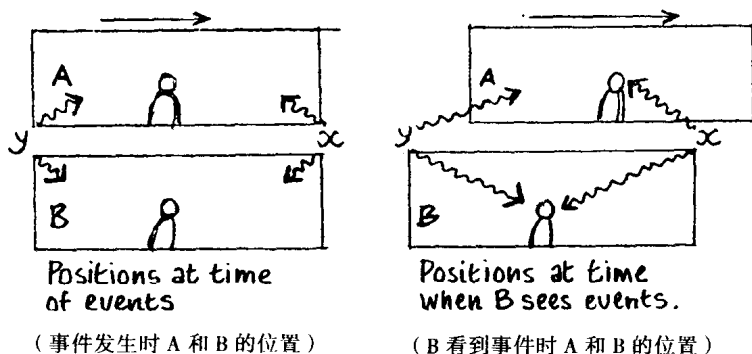 A
y
x
B
Positions at time
of events
(事件发生时 A 和 B 的位置)
A
y
x
B
Positions at time
when B sees events.
(B 看到事件时 A 和 B 的位置)